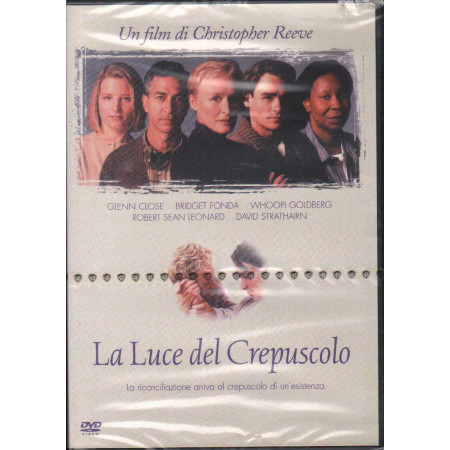 Un film di Christopher Reeve
GLENN CLOSE BRIDGET FONDA WHOOPI GOLDBERG
ROBERT SEAN LEONARD DAVID STRATHAIRN
La Luce del Crepuscolo
La riconciliazione arriva al crepuscolo di un'esistenza
DVD
VIDEO